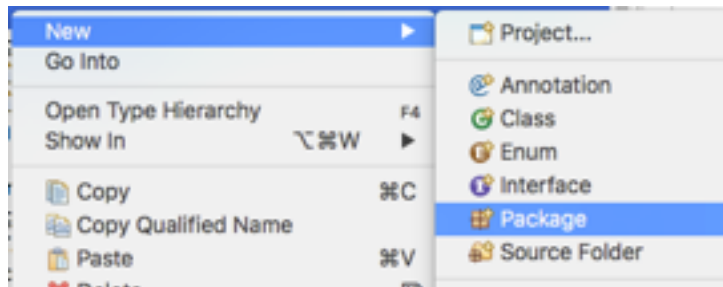 New
Go Into
Open Type Hierarchy F4
Show In ⌥⌘W
Copy ⌘C
Copy Qualified Name
Paste ⌘V
Delete
Project...
Annotation
Class
Enum
Interface
Package
Source Folder